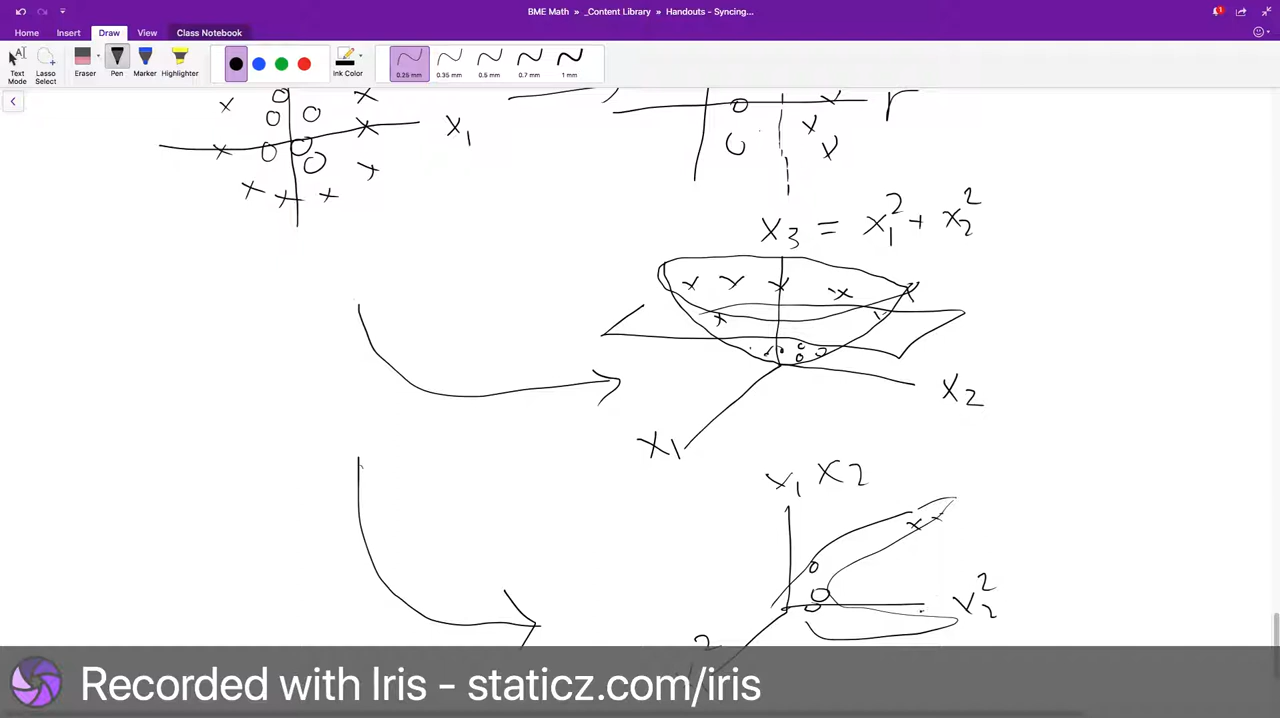 BME Math » _Content Library » Handouts - Syncing...
1
Home Insert Draw View Class Notebook
Text Mode
Lasso Select
Eraser
Pen
Marker
Highlighter
Ink Color
0.25 mm
0.35 mm
0.5 mm
0.7 mm
1 mm
x₁
r
x₃ = x₁² + x₂²
x₂
x₁
x₁ x₂
x₂²
2
Recorded with Iris - staticz.com/iris